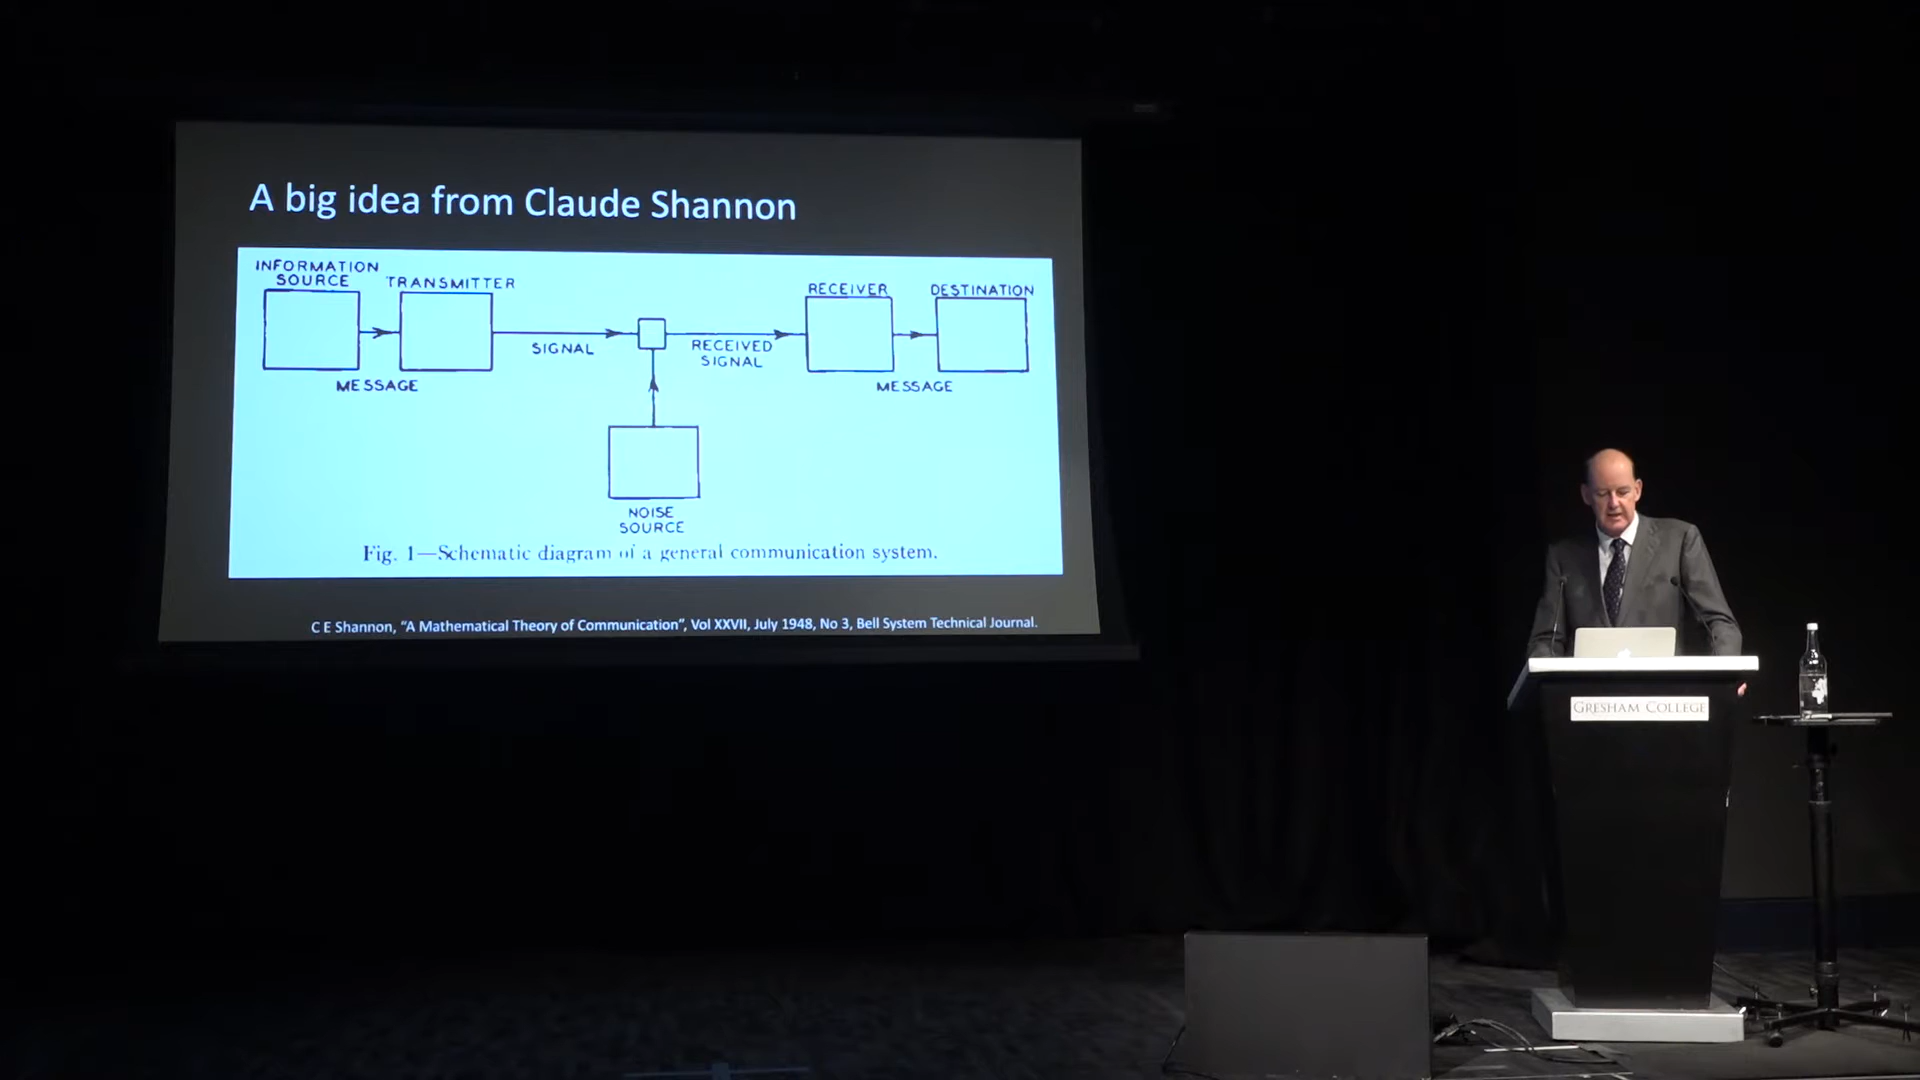 A big idea from Claude Shannon
INFORMATION
SOURCE
TRANSMITTER
RECEIVER
DESTINATION
SIGNAL
RECEIVED
SIGNAL
MESSAGE
MESSAGE
NOISE
SOURCE
Fig. 1—Schematic diagram of a general communication system.
C E Shannon, “A Mathematical Theory of Communication”, Vol XXVII, July 1948, No 3, Bell System Technical Journal.
GRESHAM COLLEGE